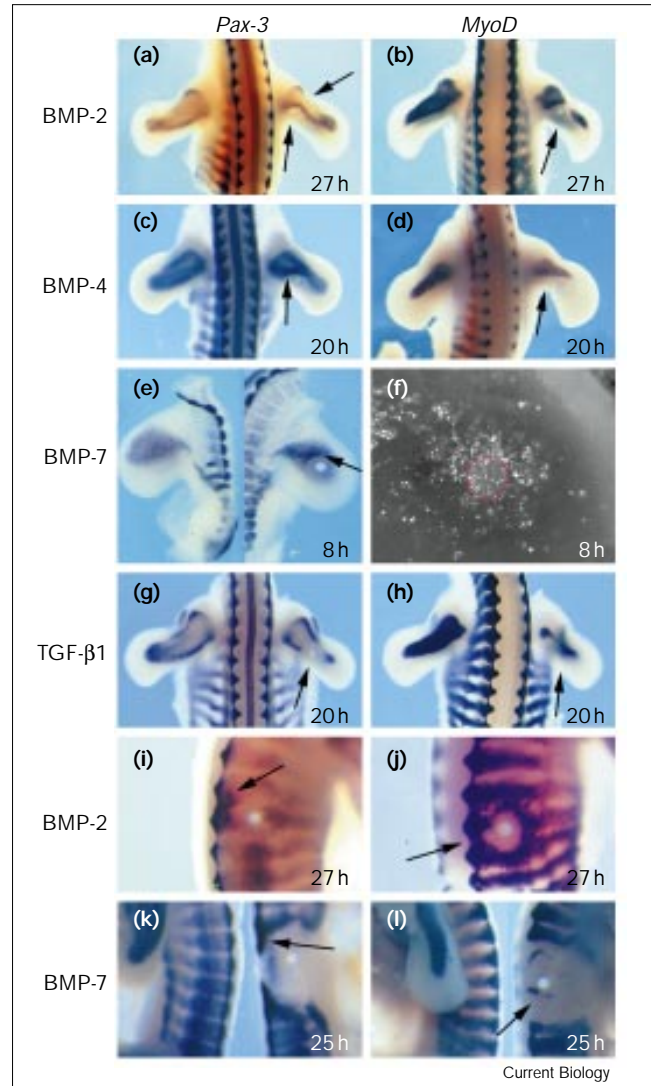 Pax-3 MyoD
BMP-2 (a) 27 h (b) 27 h
BMP-4 (c) 20 h (d) 20 h
BMP-7 (e) 8 h (f) 8 h
TGF-β1 (g) 20 h (h) 20 h
BMP-2 (i) 27 h (j) 27 h
BMP-7 (k) 25 h (l) 25 h
Current Biology